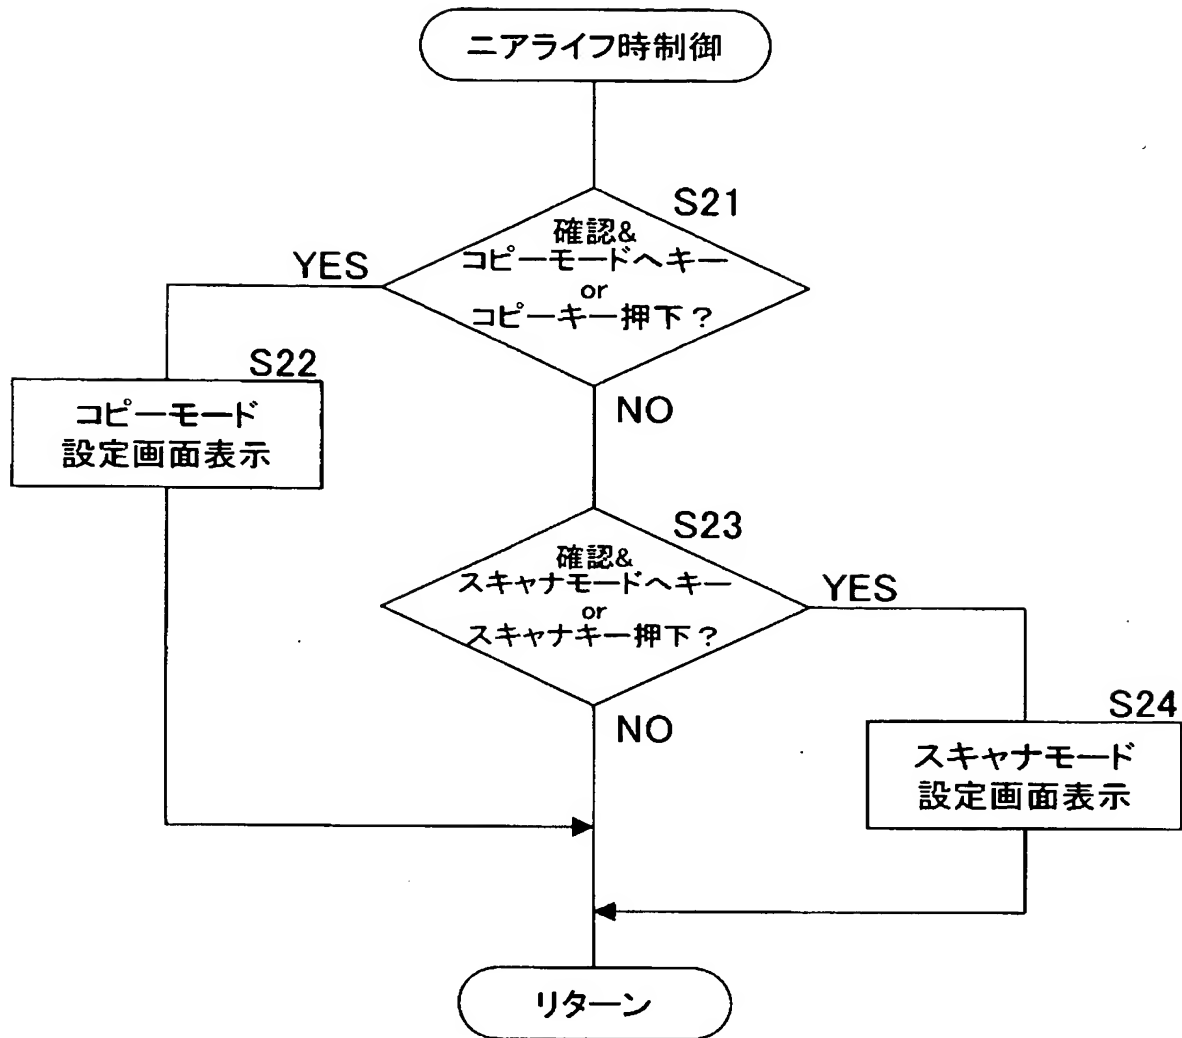 ニアライフ時制御
S21
確認&
コピーモードへキー
or
コピーキー押下?
YES
NO
S22
コピーモード
設定画面表示
S23
確認&
スキャナモードへキー
or
スキャナキー押下?
YES
NO
S24
スキャナモード
設定画面表示
リターン